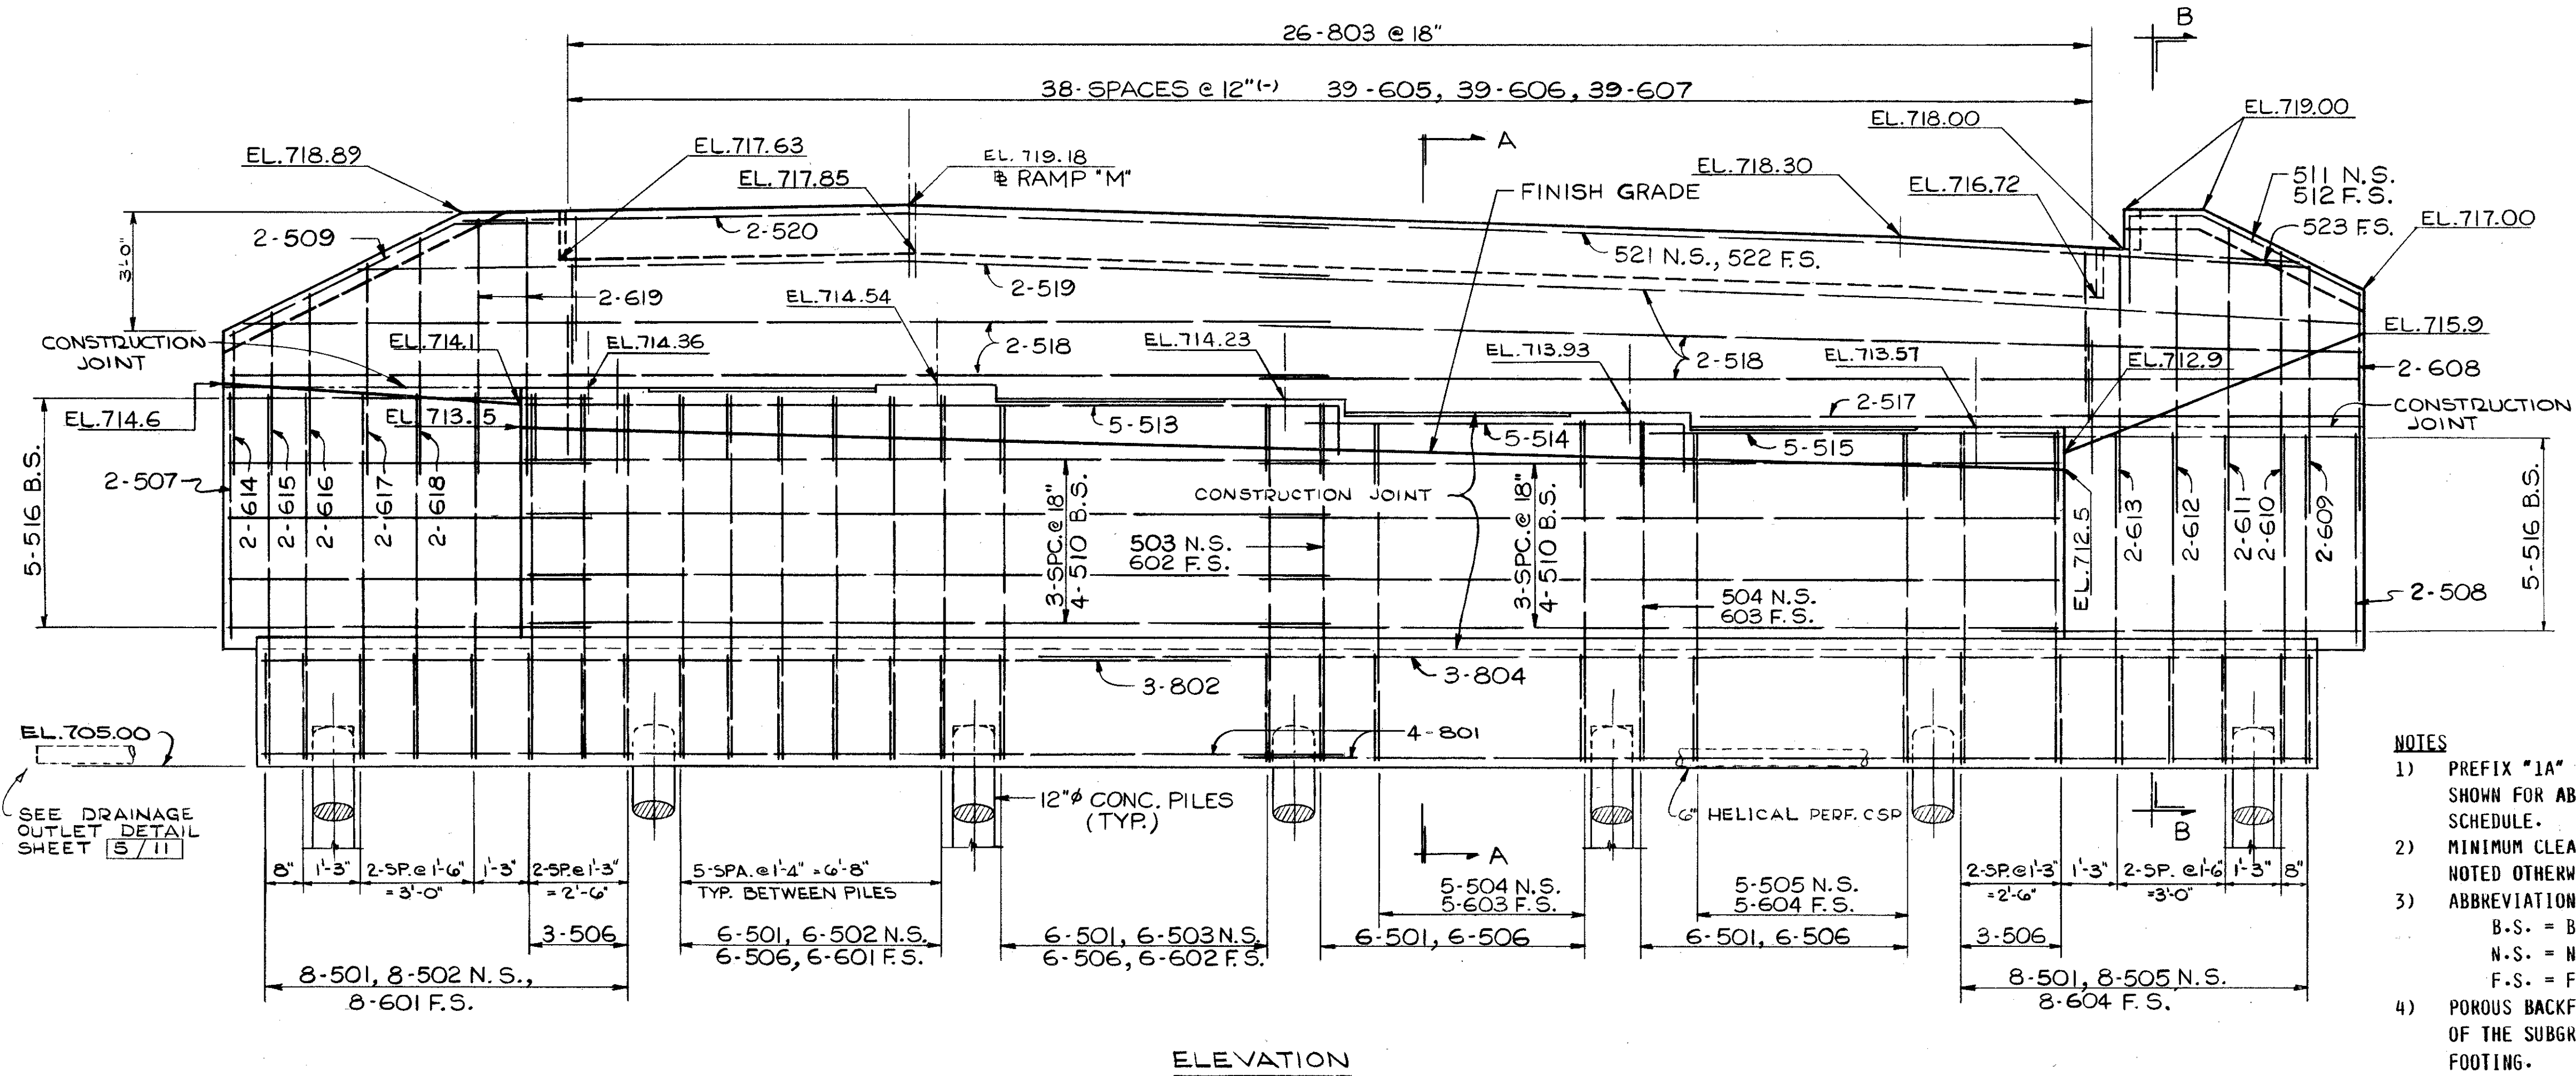 B
26-803 @ 18"
38-SPACES @ 12"(-) 39-605, 39-606, 39-607
EL.719.00
EL.718.00
A
EL.717.63
EL. 719.18
EL.718.89
RAMP "M"
EL.718.30
511 N.S.
512 F.S.
EL.717.85
EL.716.72
FINISH GRADE
EL.717.00
523 F.S.
2-509
2-520
3'-0"
521 N.S., 522 F.S.
2-519
2-619
EL.714.54
EL.715.9
CONSTRUCTION
JOINT
EL.714.1
EL.714.36
2-518
EL.714.23
EL.713.93
2-518
EL.713.57
EL.712.9
2-608
2-517
CONSTRUCTION
JOINT
EL.714.6
EL.713.15
5-513
5-514
5-515
2-507
2-614
2-615
2-616
2-617
2-618
5-516 B.S.
3-SPC.@18"
4-510 B.S.
CONSTRUCTION JOINT
3-SPC.@18"
4-510 B.S.
503 N.S.
602 F.S.
504 N.S.
603 F.S.
EL.712.5
2-613
2-612
2-611
2-610
2-609
5-516 B.S.
2-508
3-802
3-804
4-801
EL.705.00
SEE DRAINAGE
OUTLET DETAIL
SHEET 5/11
12"ø CONC. PILES
(TYP.)
6" HELICAL PERF. CSP
B
A
8"
1'-3"
2-SP.@1'-6"
=3'-0"
1'-3"
2-SP.@1'-3"
=2'-6"
5-SPA.@1'-4"=6'-8"
TYP. BETWEEN PILES
5-504 N.S.
5-603 F.S.
5-505 N.S.
5-604 F.S.
2-SP.@1'-3"
=2'-6"
1'-3"
2-SP.@1'-6"
=3'-0"
1'-3"
8"
3-506
6-501, 6-502 N.S.
6-506, 6-601 F.S.
6-501, 6-503 N.S.
6-506, 6-602 F.S.
6-501, 6-506
6-501, 6-506
3-506
8-501, 8-502 N.S.,
8-601 F.S.
8-501, 8-505 N.S.
8-604 F.S.
ELEVATION
NOTES
1) PREFIX "1A"
SHOWN FOR AB
SCHEDULE.
2) MINIMUM CLEA
NOTED OTHERW
3) ABBREVIATION
B.S. = B
N.S. = N
F.S. = F
4) POROUS BACKF
OF THE SUBGR
FOOTING.